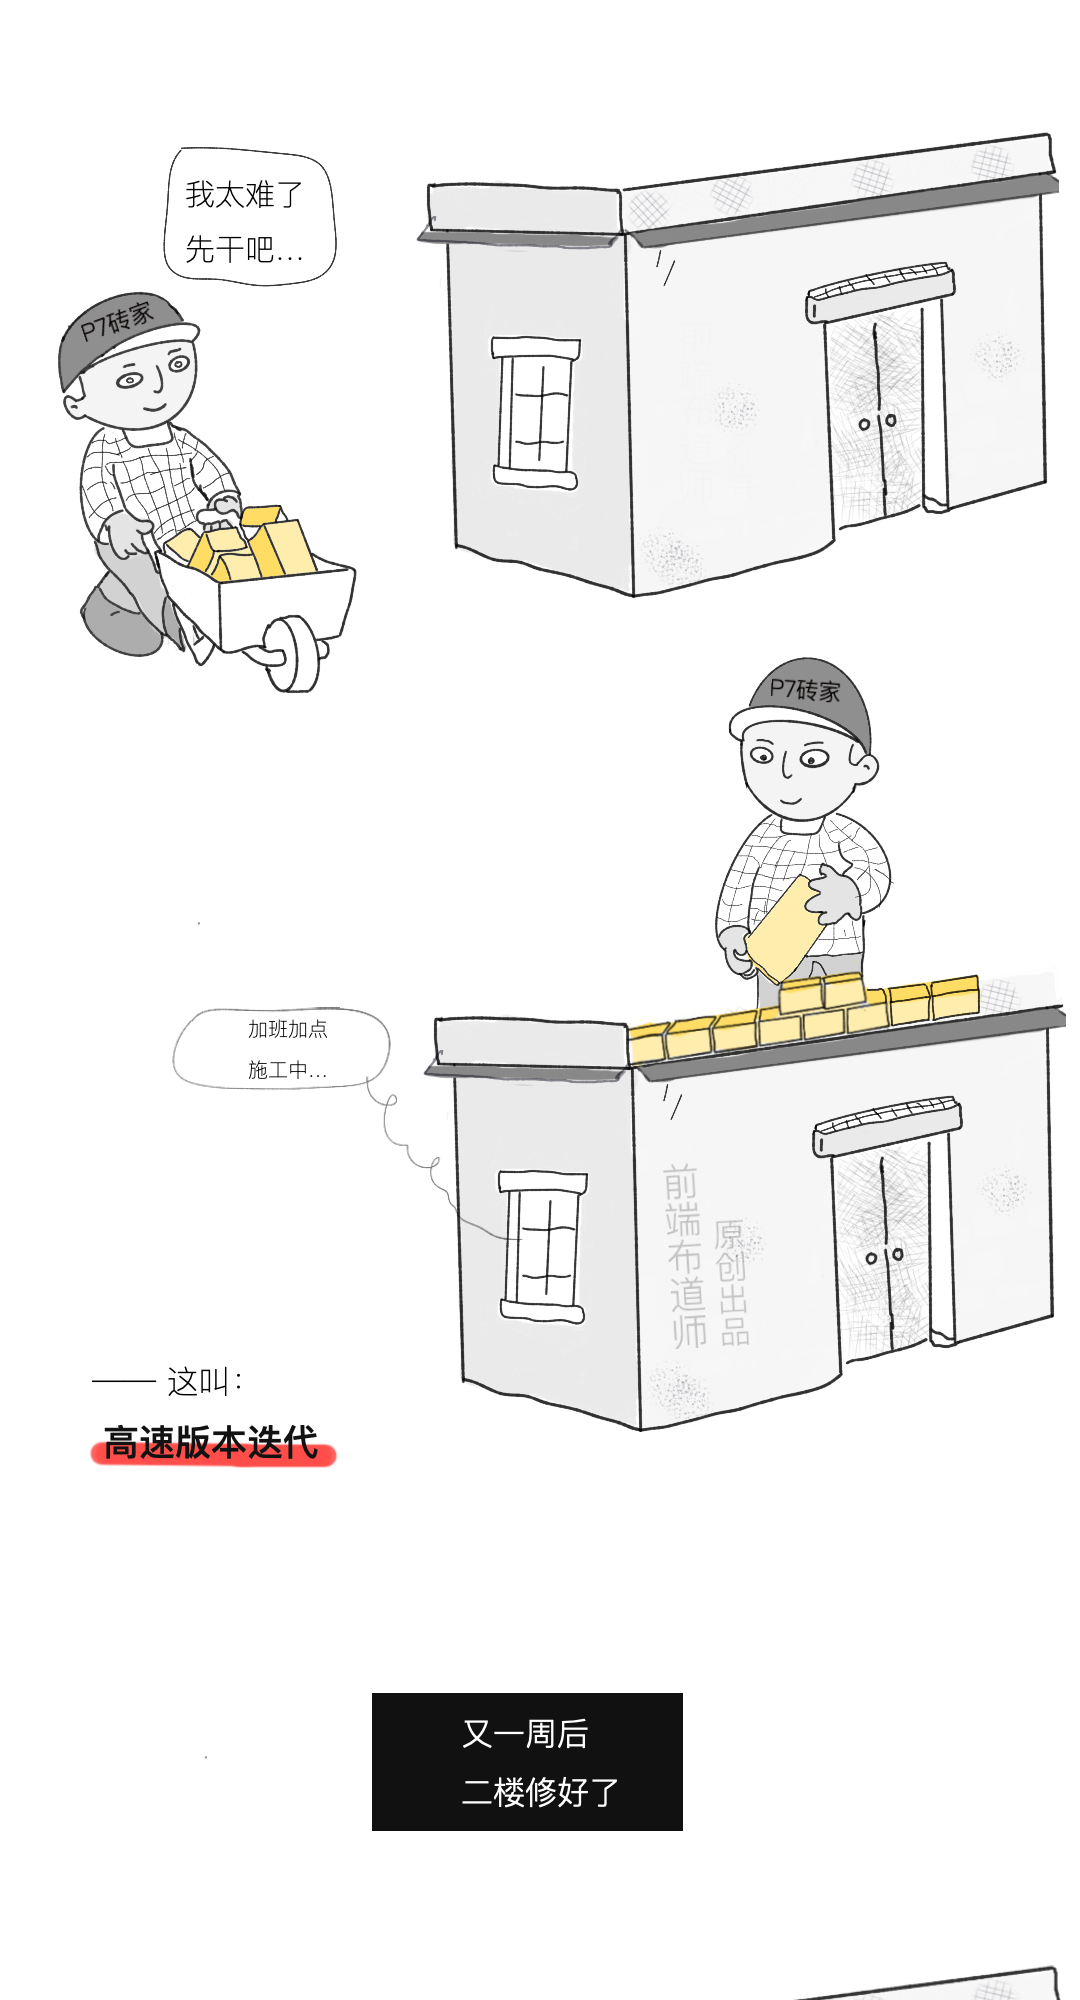 我太难了
先干吧...
P7砖家
P7砖家
加班加点
施工中...
前端布道师
原创出品
—— 这叫：
高速版本迭代
又一周后
二楼修好了